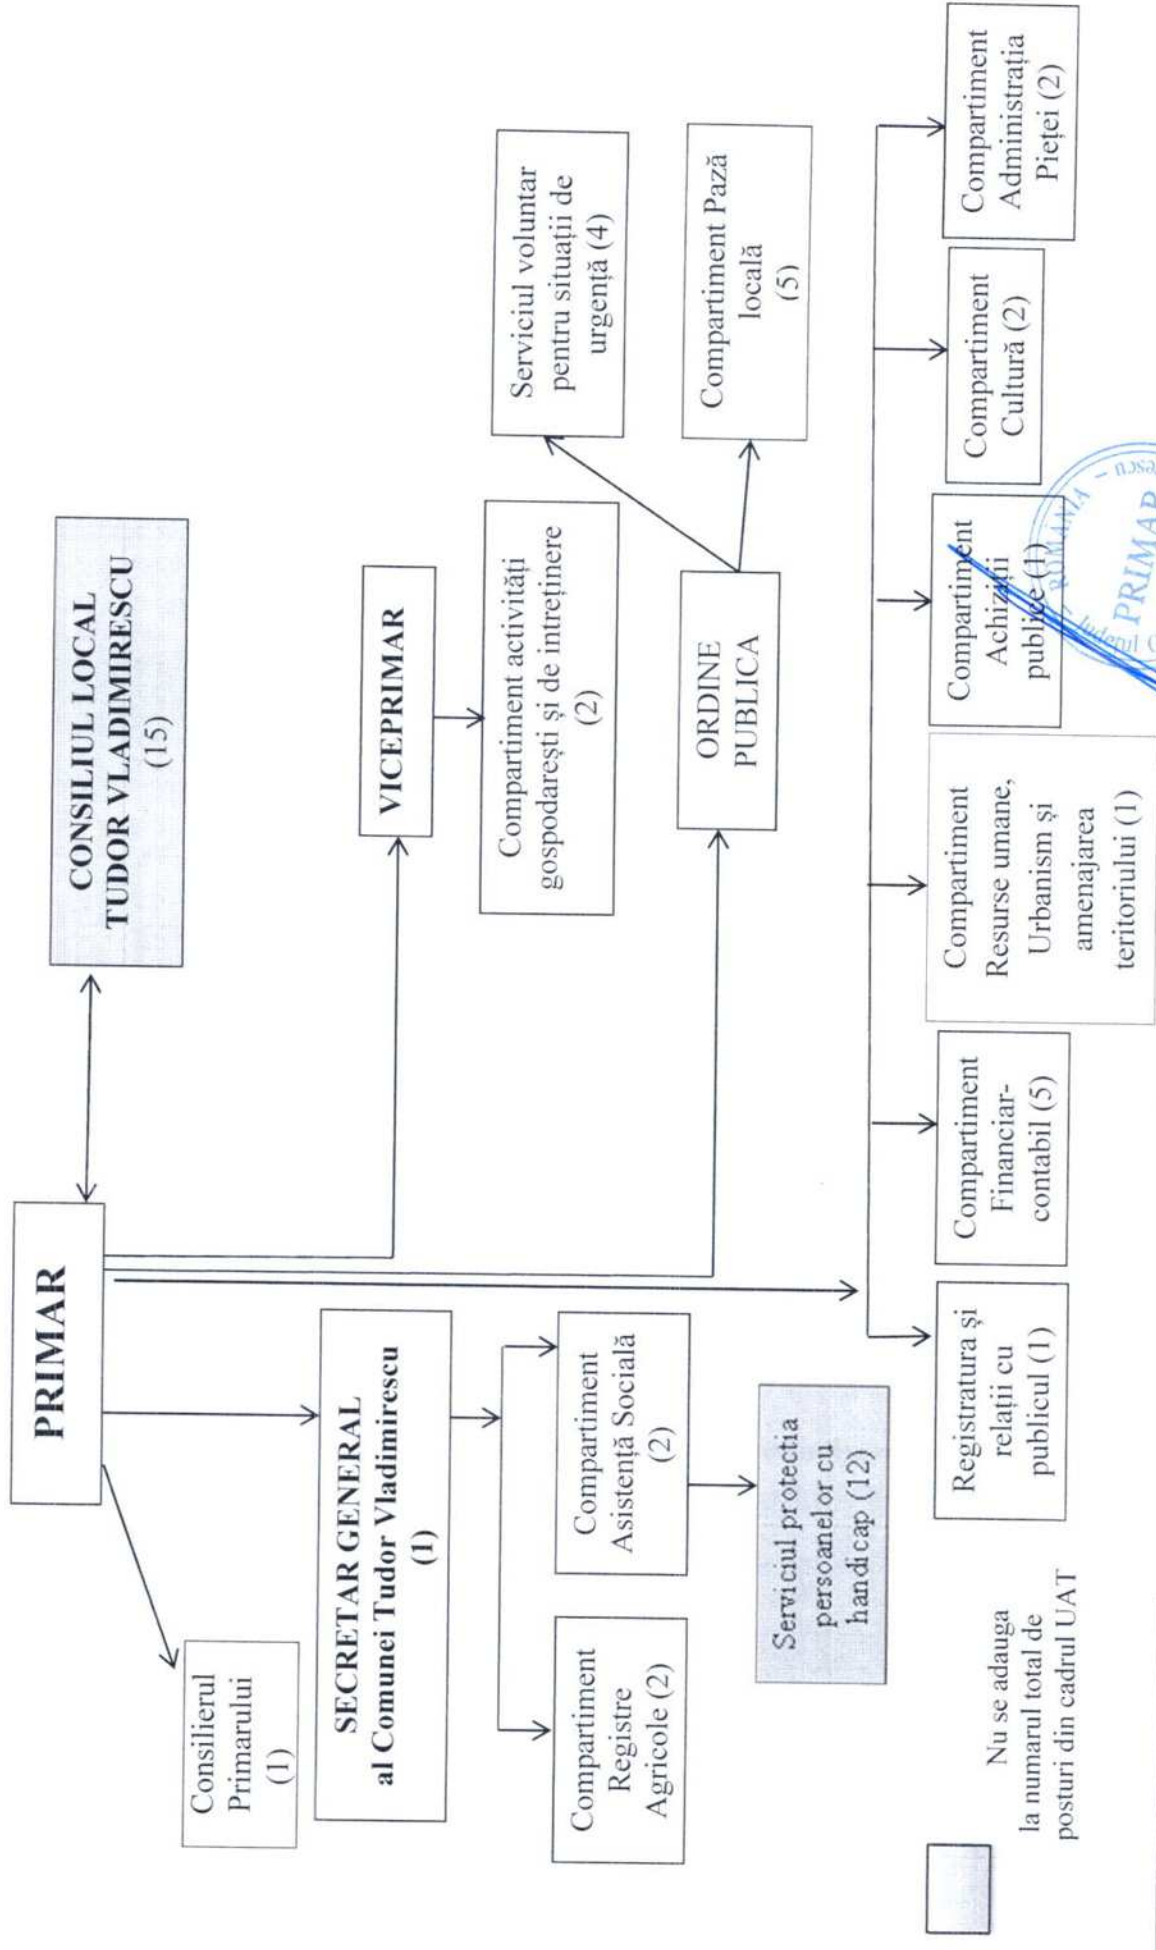 PRIMAR
CONSILIUL LOCAL
TUDOR VLADIMIRESCU
(15)
Consilierul
Primarului
(1)
SECRETAR GENERAL
al Comunei Tudor Vladimirescu
(1)
VICEPRIMAR
Compartiment activități
gospodarești și de intreținere
(2)
Serviciul voluntar
pentru situații de
urgență (4)
Compartiment
Registre
Agricole (2)
Compartiment
Asistență Socială
(2)
ORDINE
PUBLICA
Compartiment Pază
locală
(5)
Serviciul protectia
persoanelor cu
handicap (12)
Registratura și
relații cu
publicul (1)
Compartiment
Financiar-
contabil (5)
Compartiment
Resurse umane,
Urbanism și
amenajarea
teritoriului (1)
Compartiment
Achiziții
publice (1)
Compartiment
Cultură (2)
Compartiment
Administrația
Pieței (2)
Nu se adauga
la numarul total de
posturi din cadrul UAT
ROMÂNIA
Județul
PRIMAR